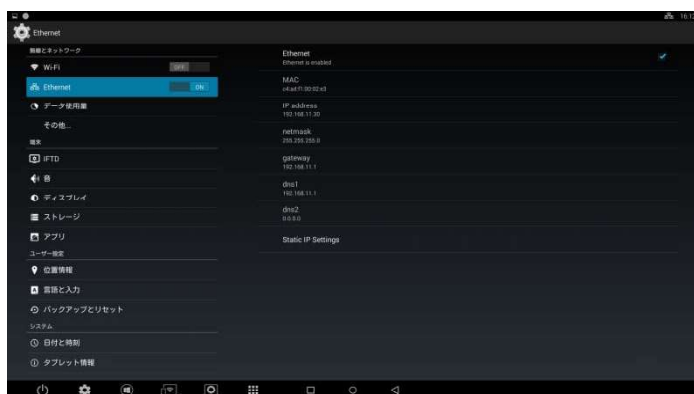 16:12
Ethernet
無線とネットワーク
Wi-Fi
OFF
Ethernet
ON
データ使用量
その他...
端末
IFTD
音
ディスプレイ
ストレージ
アプリ
ユーザー設定
位置情報
言語と入力
バックアップとリセット
システム
日付と時刻
タブレット情報
Ethernet
Ethernet is enabled
MAC
IP address
192.168.11.30
netmask
255.255.255.0
gateway
192.168.11.1
dns1
192.168.11.1
dns2
0.0.0.0
Static IP Settings